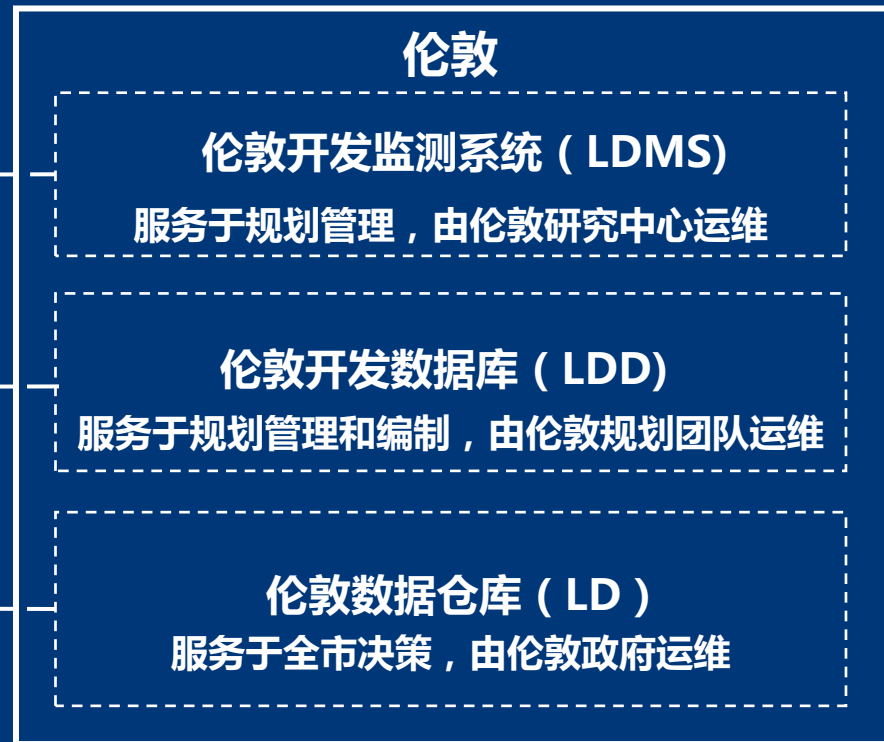 伦敦
伦敦开发监测系统（LDMS)
服务于规划管理，由伦敦研究中心运维
伦敦开发数据库（LDD)
服务于规划管理和编制，由伦敦规划团队运维
伦敦数据仓库（LD）
服务于全市决策，由伦敦政府运维